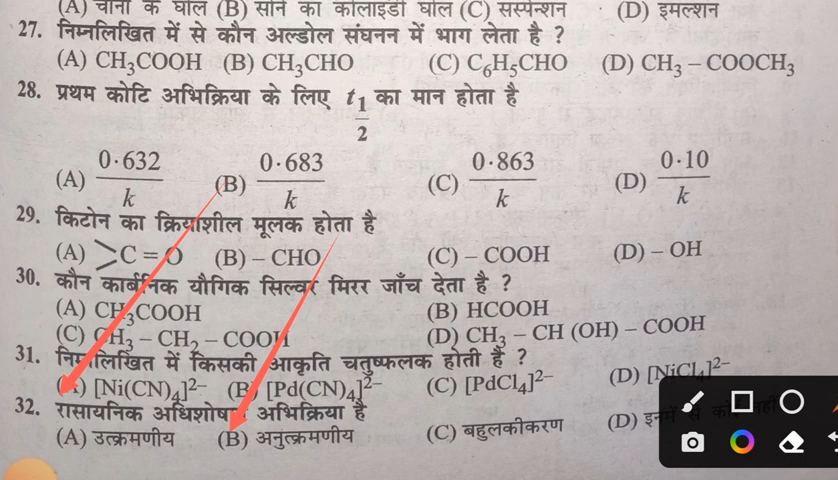 (A) चीनी के घोल (B) सोने का कोलाइडी घोल (C) सस्पेन्शन (D) इमल्शन
27. निम्नलिखित में से कौन अल्डोल संघनन में भाग लेता है ?
(A) CH₃COOH (B) CH₃CHO (C) C₆H₅CHO (D) CH₃ – COOCH₃
28. प्रथम कोटि अभिक्रिया के लिए t1/2 का मान होता है
(A) 0·632/k (B) 0·683/k (C) 0·863/k (D) 0·10/k
29. किटोन का क्रियाशील मूलक होता है
(A) >C = O (B) – CHO (C) – COOH (D) – OH
30. कौन कार्बनिक यौगिक सिल्वर मिरर जाँच देता है ?
(A) CH₃COOH (B) HCOOH
(C) CH₃ – CH₂ – COOH (D) CH₃ – CH (OH) – COOH
31. निम्नलिखित में किसकी आकृति चतुष्फलक होती है ?
(A) [Ni(CN)₄]²⁻ (B) [Pd(CN)₄]²⁻ (C) [PdCl₄]²⁻ (D) [NiCl₄]²⁻
32. रासायनिक अधिशोषण अभिक्रिया है
(A) उत्क्रमणीय (B) अनुत्क्रमणीय (C) बहुलकीकरण (D) इनमें से कोई नहीं